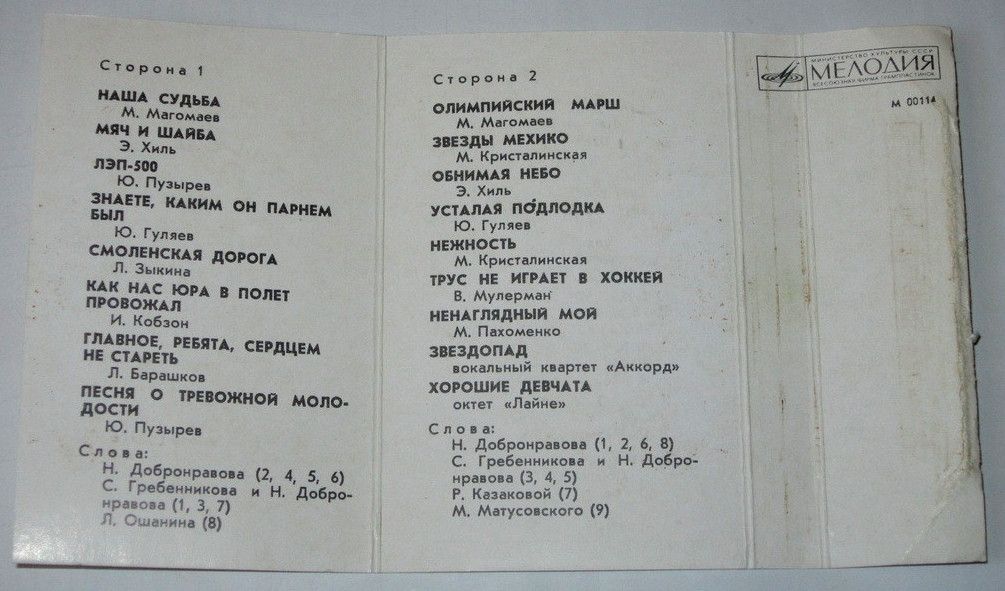 Сторона 1
НАША СУДЬБА
М. Магомаев
МЯЧ И ШАЙБА
Э. Хиль
ЛЭП-500
Ю. Пузырев
ЗНАЕТЕ, КАКИМ ОН ПАРНЕМ
БЫЛ
Ю. Гуляев
СМОЛЕНСКАЯ ДОРОГА
Л. Зыкина
КАК НАС ЮРА В ПОЛЕТ
ПРОВОЖАЛ
И. Кобзон
ГЛАВНОЕ, РЕБЯТА, СЕРДЦЕМ
НЕ СТАРЕТЬ
Л. Барашков
ПЕСНЯ О ТРЕВОЖНОЙ МОЛО-
ДОСТИ
Ю. Пузырев
Слова:
Н. Добронравова (2, 4, 5, 6)
С. Гребенникова и Н. Добро-
нравова (1, 3, 7)
Л. Ошанина (8)
Сторона 2
ОЛИМПИЙСКИЙ МАРШ
М. Магомаев
ЗВЕЗДЫ МЕХИКО
М. Кристалинская
ОБНИМАЯ НЕБО
Э. Хиль
УСТАЛАЯ ПОДЛОДКА
Ю. Гуляев
НЕЖНОСТЬ
М. Кристалинская
ТРУС НЕ ИГРАЕТ В ХОККЕЙ
В. Мулерман
НЕНАГЛЯДНЫЙ МОЙ
М. Пахоменко
ЗВЕЗДОПАД
вокальный квартет «Аккорд»
ХОРОШИЕ ДЕВЧАТА
октет «Лайне»
Слова:
Н. Добронравова (1, 2, 6, 8)
С. Гребенникова и Н. Добро-
нравова (3, 4, 5)
Р. Казаковой (7)
М. Матусовского (9)
МИНИСТЕРСТВО КУЛЬТУРЫ СССР
МЕЛОДИЯ
ВСЕСОЮЗНАЯ ФИРМА ГРАМПЛАСТИНОК
М 00114